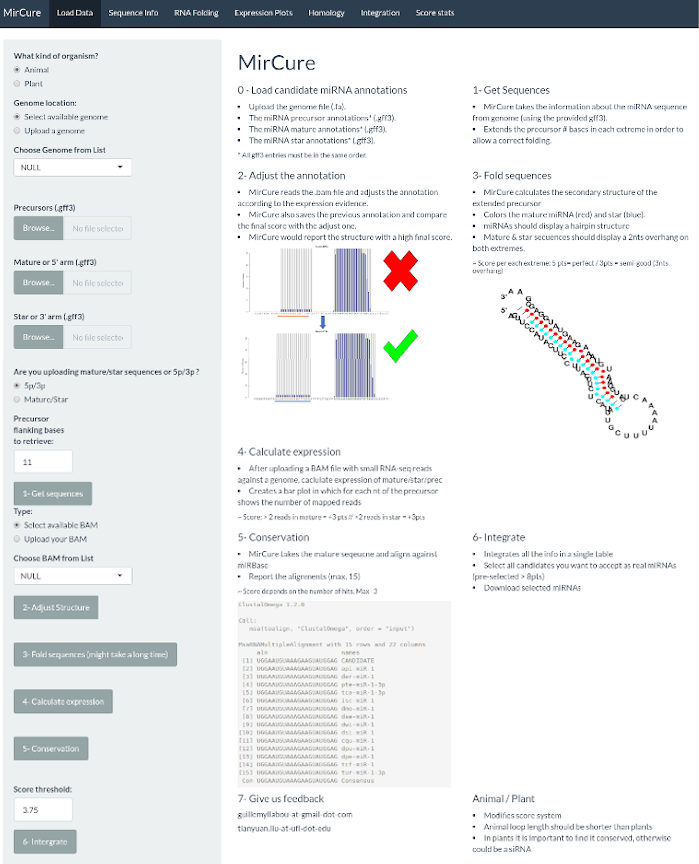 MirCure Load Data Sequence Info RNA Folding Expression Plots Homology Integration Score stats
What kind of organism?
Animal
Plant
Genome location:
Select available genome
Upload a genome
Choose Genome from List
NULL
Precursors (.gff3)
Browse... No file selected
Mature or 5' arm (.gff3)
Browse... No file selected
Star or 3' arm (.gff3)
Browse... No file selected
Are you uploading mature/star sequences or 5p/3p ?
5p/3p
Mature/Star
Precursor
flanking bases
to retrieve:
11
1- Get sequences
Type:
Select available BAM
Upload your BAM
Choose BAM from List
NULL
2- Adjust Structure
3- Fold sequences (might take a long time)
4- Calculate expression
5- Conservation
Score threshold:
3.75
6- Intergrate
MirCure
0 - Load candidate miRNA annotations
• Upload the genome file (.fa).
• The miRNA precursor annotations* (.gff3).
• The miRNA mature annotations* (.gff3).
• The miRNA star annotations* (.gff3).
* All gff3 entries must be in the same order.
1- Get Sequences
• MirCure takes the information about the miRNA sequence
from genome (using the provided gff3).
• Extends the precursor # bases in each extreme in order to
allow a correct folding.
2- Adjust the annotation
• MirCure reads the .bam file and adjusts the annotation
according to the expression evidence.
• MirCure also saves the previous annotation and compare
the final score with the adjust one.
• MirCure would report the structure with a high final score.
3- Fold sequences
• MirCure calculates the secondary structure of the
extended precursor
• Colors the mature miRNA (red) and star (blue).
• miRNAs should display a hairpin structure
• Mature & star secuences should display a 2nts overhang on
both extremes.
~ Score per each extreme: 5 pts= perfect / 3pts = semi-good (3nts
overhang)
4- Calculate expression
• After uploading a BAM file with small RNA-seq reads
against a genome, caclulate expression of mature/star/prec
• Creates a bar plot in which for each nt of the precursor
shows the number of mapped reads
~ Score: > 2 reads in mature = +3 pts // +2 reads in star = +3pts
5- Conservation
• MirCure takes the mature seqeucne and aligns against
miRBase
• Report the alignments (max. 15)
~ Score depends on the number of hits. Max 3
6- Integrate
• Integrates all the info in a single table
• Select all candidates you want to accept as real miRNAs
(pre-selected > 8pts)
• Download selected miRNAs
ClustalOmega 1.2.0
Call:
msa(toalign, "ClustalOmega", order = "input")
MsaRNAMultipleAlignment with 15 rows and 22 columns
aln names
[1] UGGAAUGUAAAGAAGUAUGGAG CANDIDATE
[2] UGGAAUGUAAAGAAGUAUGGAG api-miR-1
[3] UGGAAUGUAAAGAAGUAUGGAG der-miR-1
[4] UGGAAUGUAAAGAAGUAUGGAG pte-miR-1-3p
[5] UGGAAUGUAAAGAAGUAUGGAG tca-miR-1-3p
[6] UGGAAUGUAAAGAAGUAUGGAG isc-miR-1
[7] UGGAAUGUAAAGAAGUAUGGAG dmo-miR-1
[8] UGGAAUGUAAAGAAGUAUGGAG dse-miR-1
[9] UGGAAUGUAAAGAAGUAUGGAG dwi-miR-1
[10] UGGAAUGUAAAGAAGUAUGGAG dsi-miR-1
[11] UGGAAUGUAAAGAAGUAUGGAG cqu-miR-1
[12] UGGAAUGUAAAGAAGUAUGGAG dpu-miR-1
[13] UGGAAUGUAAAGAAGUAUGGAG dpe-miR-1
[14] UGGAAUGUAAAGAAGUAUGGAG tcf-miR-1
[15] UGGAAUGUAAAGAAGUAUGGAG tur-miR-1-3p
Con UGGAAUGUAAAGAAGUAUGGAG Consensus
7- Give us feedback
guillemyllabou-at-gmail-dot-com
tianyuan.liu-at-ufl-dot-edu
Animal / Plant
• Modifies score system
• Animal loop length should be shorter than plants
• In plants it is important to find it conserved, otherwise
could be a siRNA